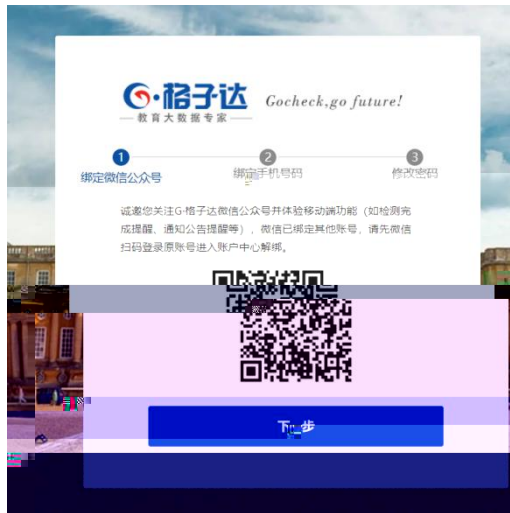 G·格子达
教育大数据专家
Gocheck,go future!
1
2
3
绑定微信公众号
绑定手机号码
修改密码
诚邀您关注G·格子达微信公众号并体验移动端功能（如检测完
成提醒、通知公告提醒等），微信已绑定其他账号，请先微信
扫码登录原账号进入账户中心解绑。
下一步